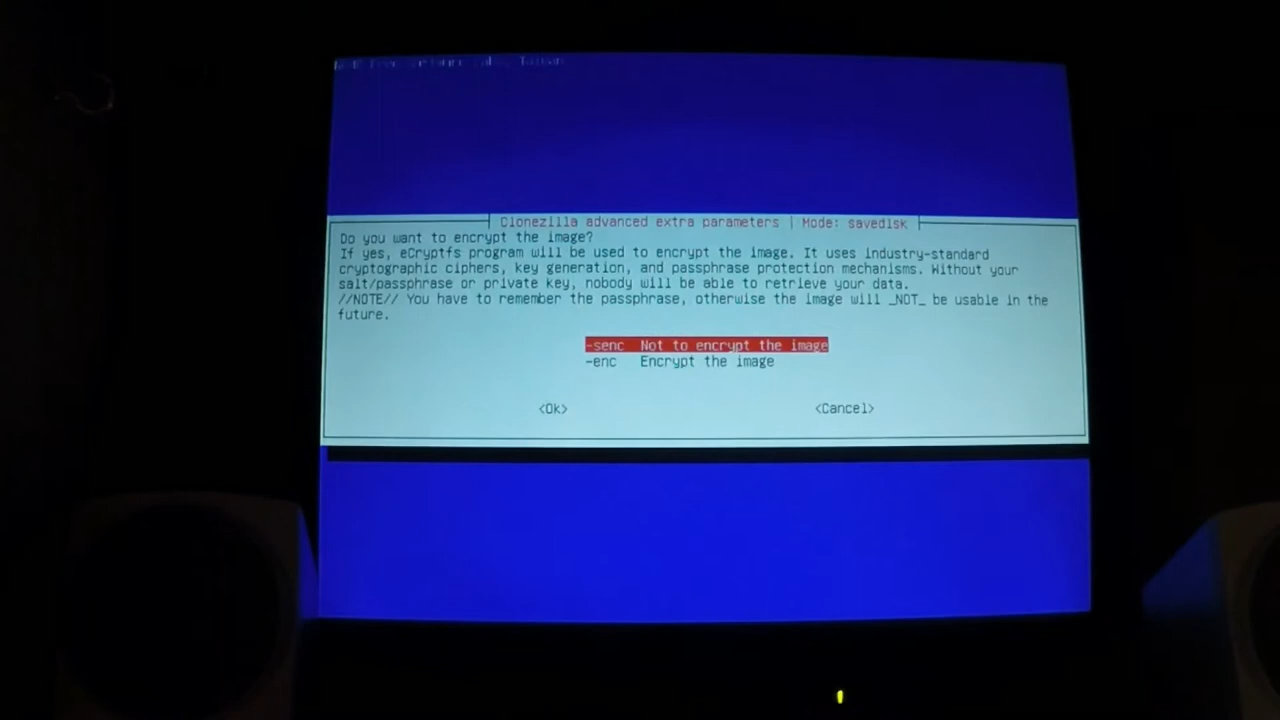 Free Software Labs, Taiwan
Clonezilla advanced extra parameters | Mode: savedisk
Do you want to encrypt the image?
If yes, eCryptfs program will be used to encrypt the image. It uses industry-standard
cryptographic ciphers, key generation, and passphrase protection mechanisms. Without your
salt/passphrase or private key, nobody will be able to retrieve your data.
//NOTE// You have to remember the passphrase, otherwise the image will _NOT_ be usable in the
future.
-senc Not to encrypt the image
-enc Encrypt the image
<Ok> <Cancel>